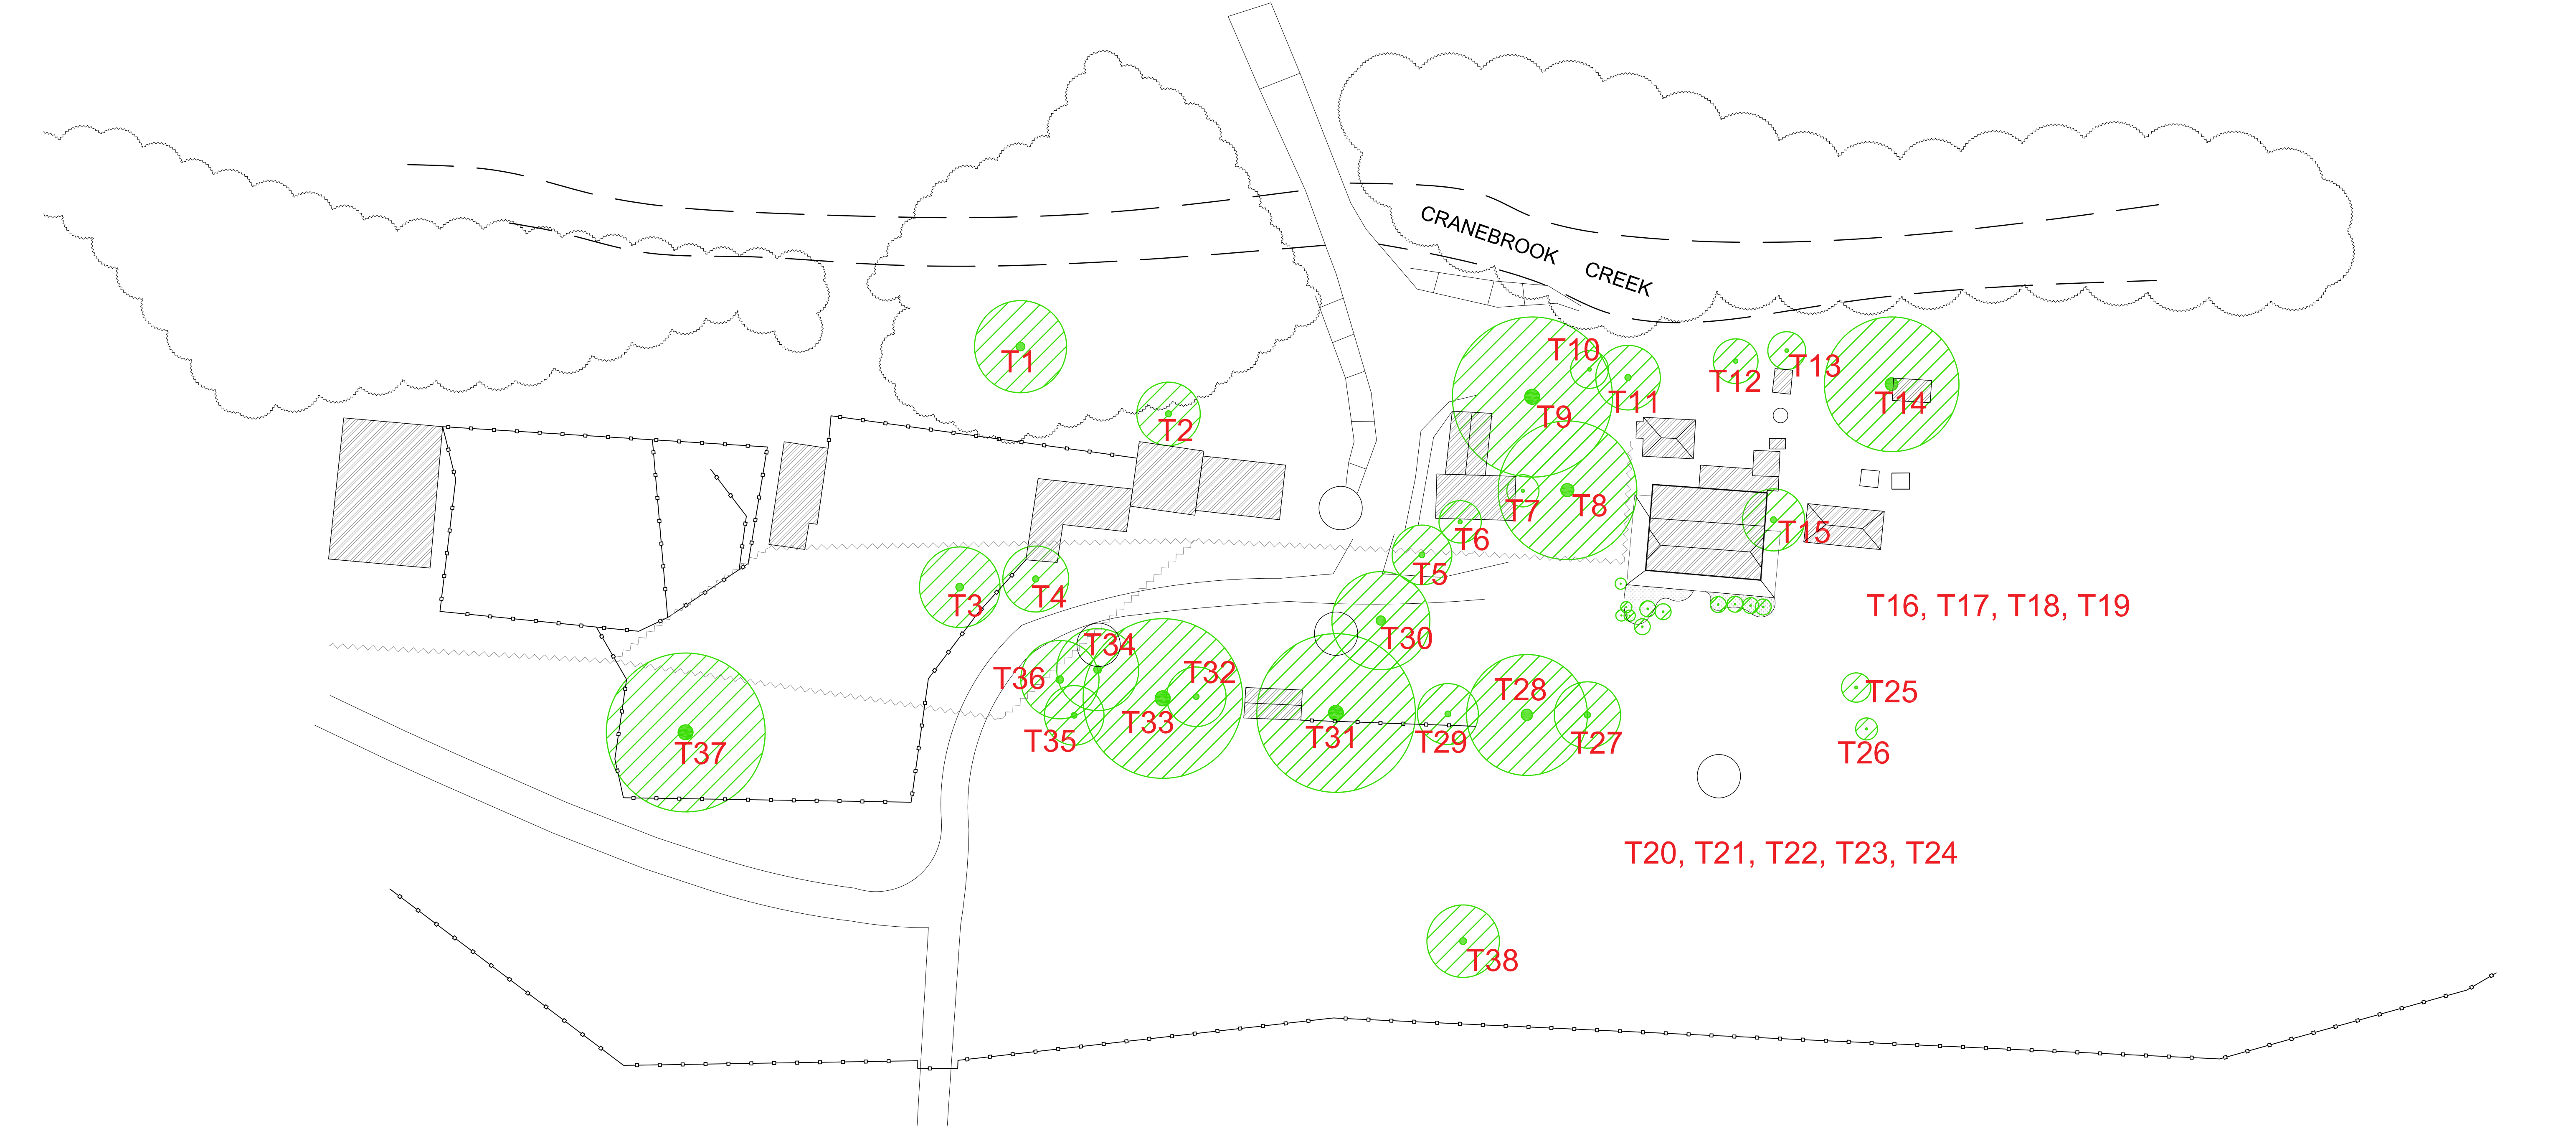 CRANEBROOK CREEK
T1
T2
T3
T4
T5
T6
T7
T8
T9
T10
T11
T12
T13
T14
T15
T16, T17, T18, T19
T20, T21, T22, T23, T24
T25
T26
T27
T28
T29
T30
T31
T32
T33
T34
T35
T36
T37
T38